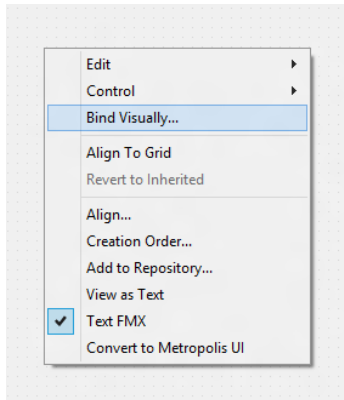 Edit
Control
Bind Visually...
Align To Grid
Revert to Inherited
Align...
Creation Order...
Add to Repository...
View as Text
Text FMX
Convert to Metropolis UI